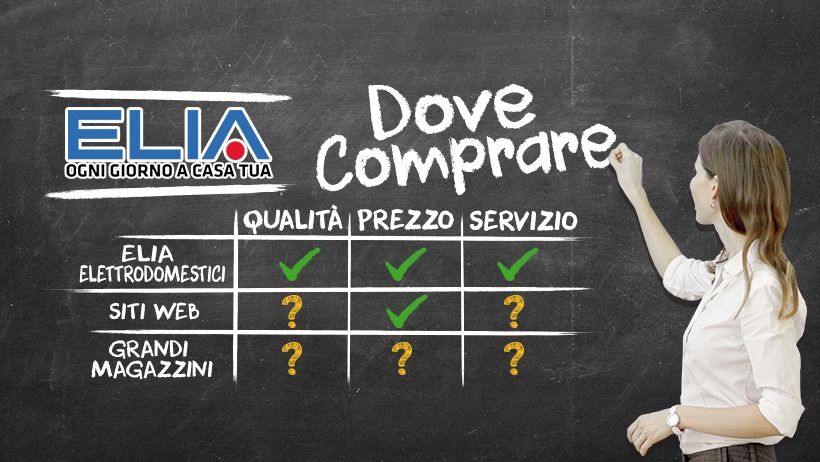 ELIA
OGNI GIORNO A CASA TUA
Dove
Comprare
QUALITÀ PREZZO SERVIZIO
ELIA
ELETTRODOMESTICI
SITI WEB ? ?
GRANDI
MAGAZZINI ? ? ?